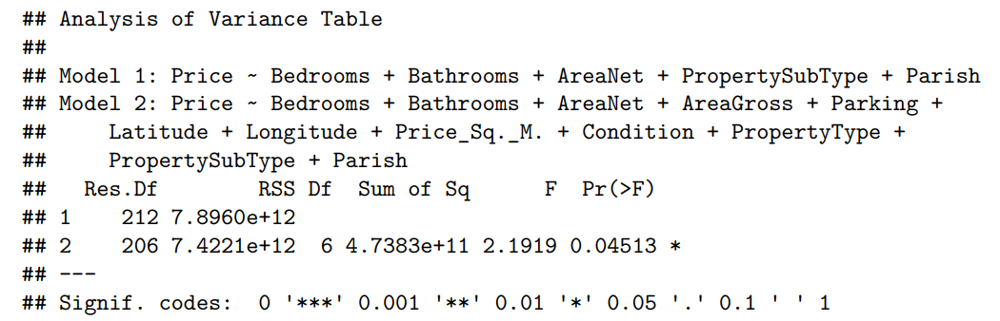 ## Analysis of Variance Table
##
## Model 1: Price ~ Bedrooms + Bathrooms + AreaNet + PropertySubType + Parish
## Model 2: Price ~ Bedrooms + Bathrooms + AreaNet + AreaGross + Parking +
##     Latitude + Longitude + Price_Sq._M. + Condition + PropertyType +
##     PropertySubType + Parish
##   Res.Df        RSS Df  Sum of Sq      F  Pr(>F)
## 1    212 7.8960e+12
## 2    206 7.4221e+12  6 4.7383e+11 2.1919 0.04513 *
## ---
## Signif. codes:  0 '***' 0.001 '**' 0.01 '*' 0.05 '.' 0.1 ' ' 1